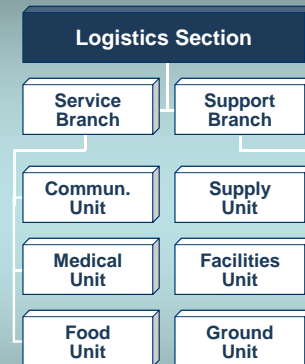 Logistics Section
Service
Branch
Support
Branch
Commun.
Unit
Supply
Unit
Medical
Unit
Facilities
Unit
Food
Unit
Ground
Unit